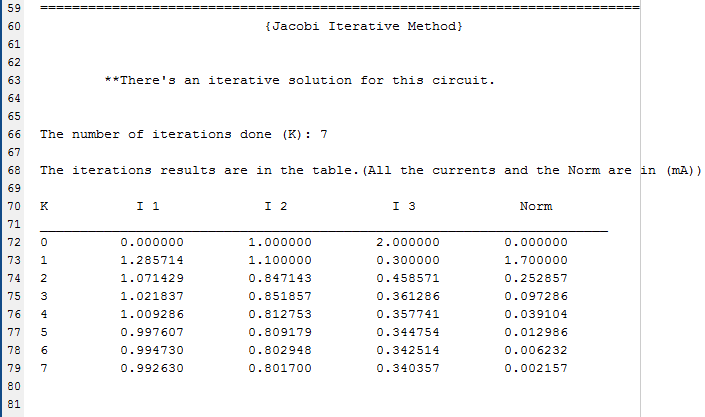 59 ===========================================================================
60 {Jacobi Iterative Method}
61
62
63 **There's an iterative solution for this circuit.
64
65
66 The number of iterations done (K): 7
67
68 The iterations results are in the table.(All the currents and the Norm are in (mA))
69
70 K I 1 I 2 I 3 Norm
71 _______________________________________________________________________
72 0 0.000000 1.000000 2.000000 0.000000
73 1 1.285714 1.100000 0.300000 1.700000
74 2 1.071429 0.847143 0.458571 0.252857
75 3 1.021837 0.851857 0.361286 0.097286
76 4 1.009286 0.812753 0.357741 0.039104
77 5 0.997607 0.809179 0.344754 0.012986
78 6 0.994730 0.802948 0.342514 0.006232
79 7 0.992630 0.801700 0.340357 0.002157
80
81